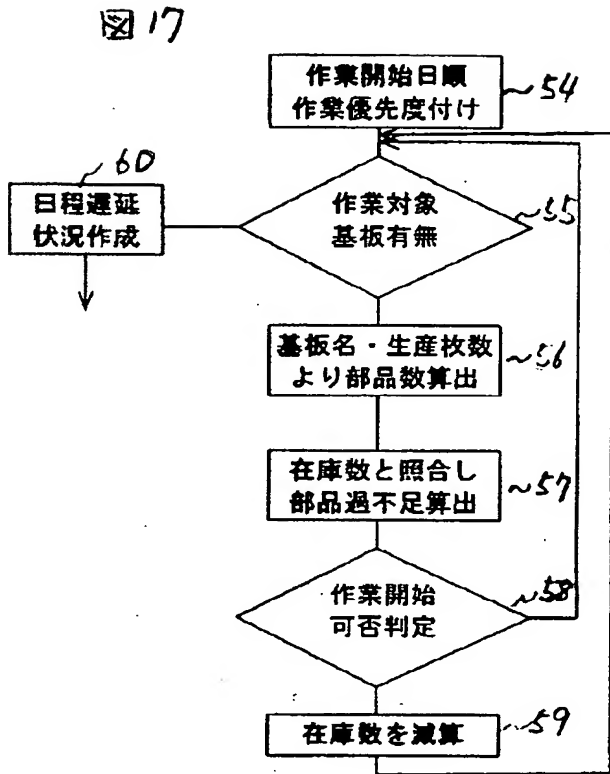 図17
作業開始日順
作業優先度付け
~54
~60
日程遅延
状況作成
作業対象
基板有無
~55
基板名・生産枚数
より部品数算出
~56
在庫数と照合し
部品過不足算出
~57
作業開始
可否判定
~58
在庫数を減算
~59